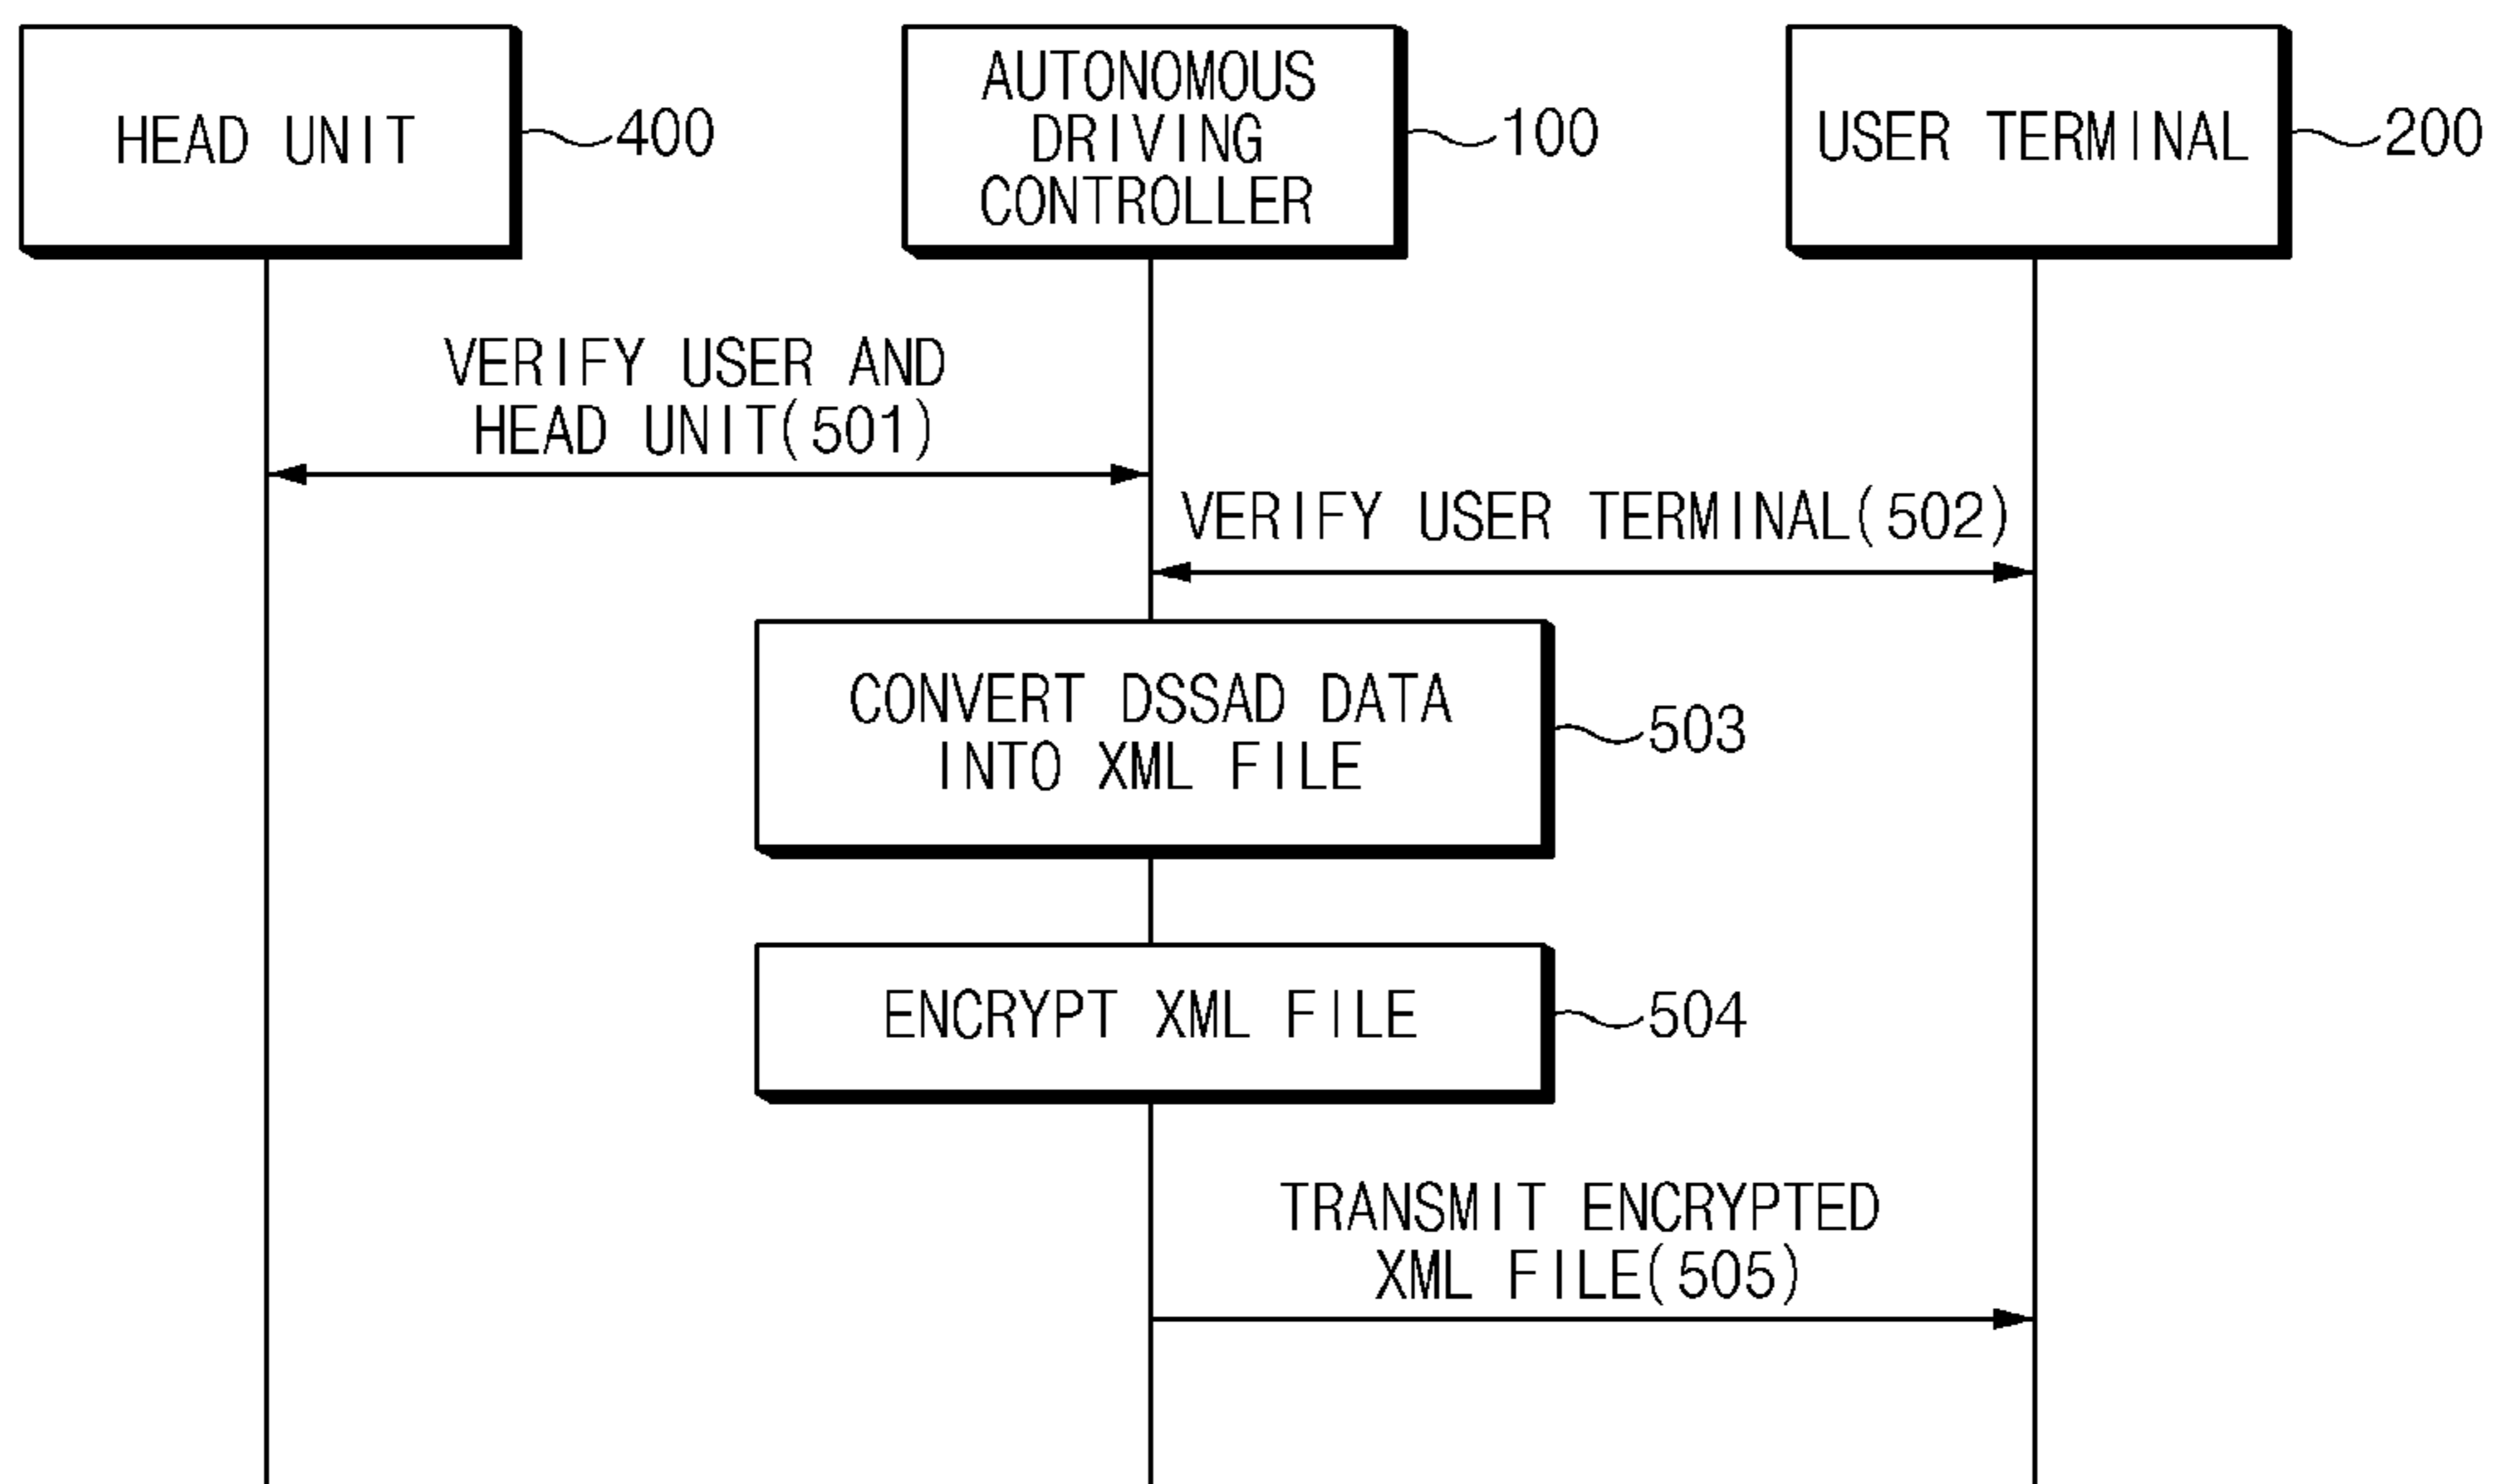 HEAD UNIT
400
AUTONOMOUS
DRIVING
CONTROLLER
100
USER TERMINAL
200
VERIFY USER AND
HEAD UNIT(501)
VERIFY USER TERMINAL(502)
CONVERT DSSAD DATA
INTO XML FILE
503
ENCRYPT XML FILE
504
TRANSMIT ENCRYPTED
XML FILE(505)